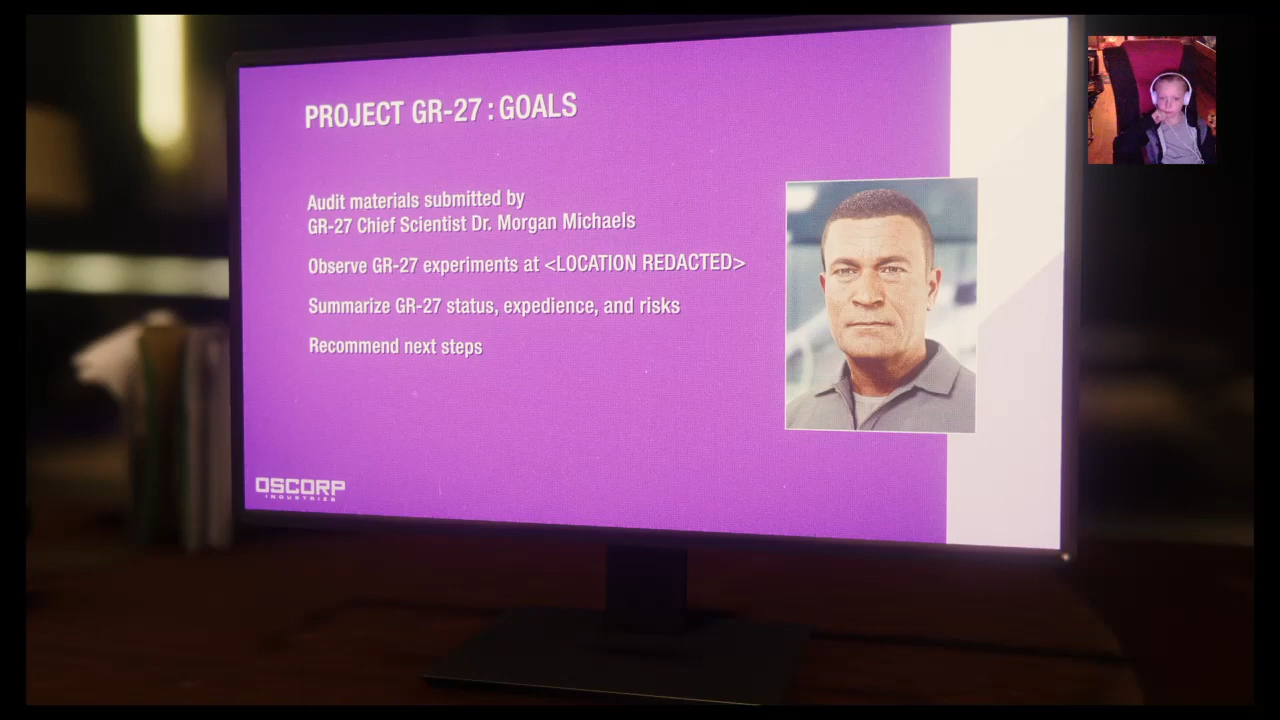 PROJECT GR-27 : GOALS
Audit materials submitted by
GR-27 Chief Scientist Dr. Morgan Michaels
Observe GR-27 experiments at <LOCATION REDACTED>
Summarize GR-27 status, expedience, and risks
Recommend next steps
OSCORP
INDUSTRIES